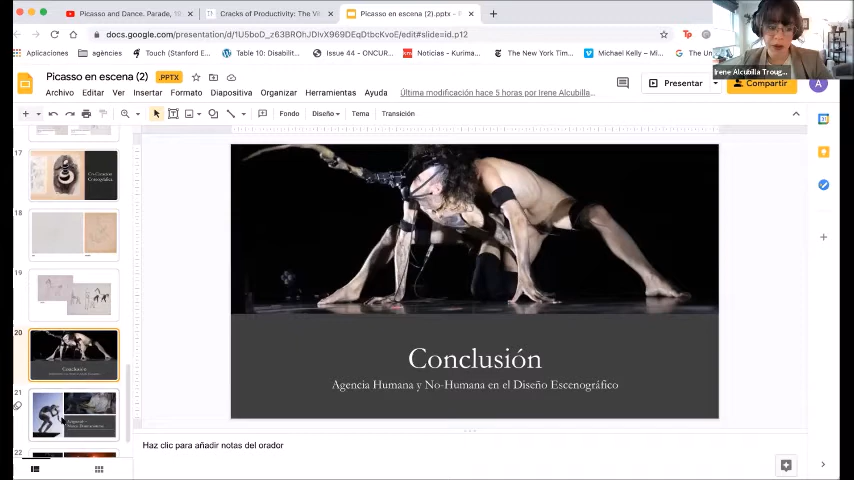 Picasso and Dance. Parade, 1
Cracks of Productivity: The Vi
Picasso en escena (2).pptx - P
docs.google.com/presentation/d/1U5boD_z63BROhJDivX969DEqDtbcKvoE/edit#slide=id.p12
Aplicaciones
agències
Touch (Stanford E...
Table 10: Disabiliti...
Issue 44 – ONCUR...
Noticias - Kurima...
The New York Tim...
Michael Kelly – Mi...
Irene Alcubilla Troug...
Picasso en escena (2)
.PPTX
Presentar
Compartir
A
Archivo Editar Ver Insertar Formato Diapositiva Organizar Herramientas Ayuda
Última modificación hace 5 horas por Irene Alcubilla...
Fondo Diseño Tema Transición
17
18
19
20
Conclusión
21
22
Conclusión
Agencia Humana y No-Humana en el Diseño Escenográfico
Haz clic para añadir notas del orador